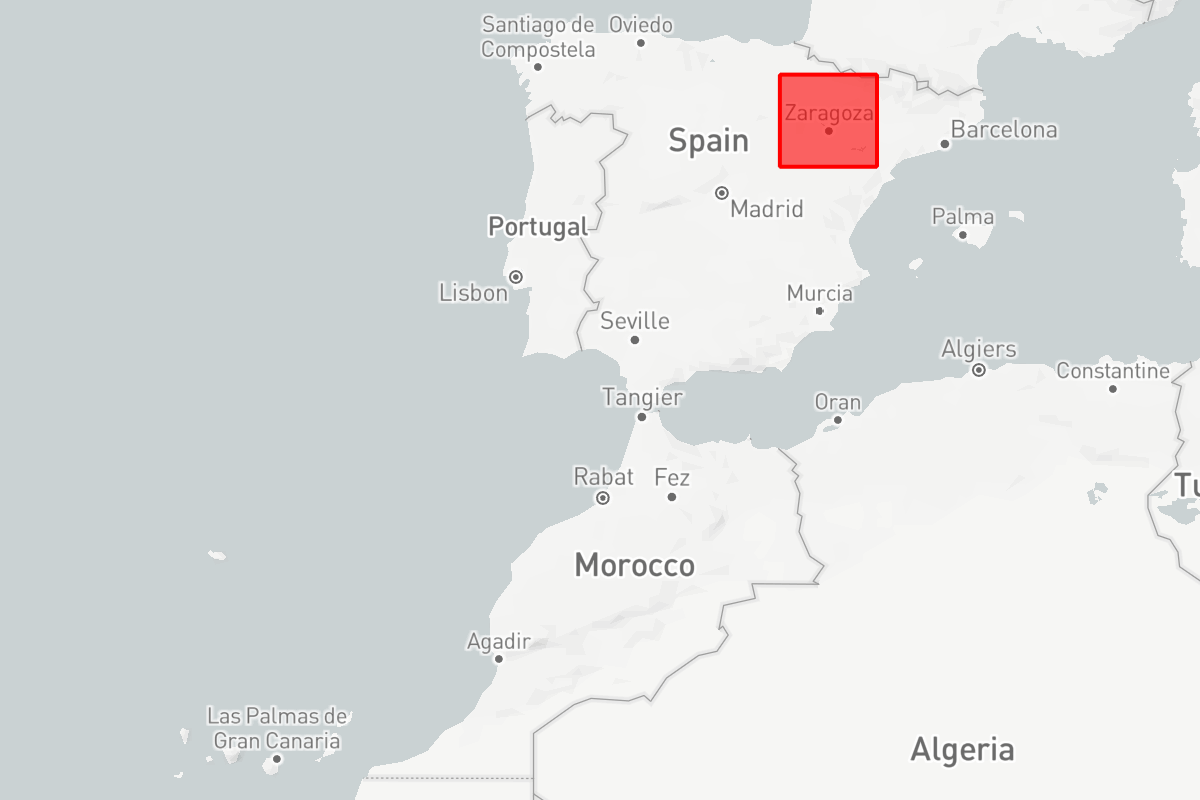 Santiago de
Compostela
Oviedo
Zaragoza
Spain
Barcelona
Madrid
Palma
Portugal
Lisbon
Murcia
Seville
Algiers
Constantine
Tangier
Oran
Rabat
Fez
Tu
Morocco
Agadir
Las Palmas de
Gran Canaria
Algeria